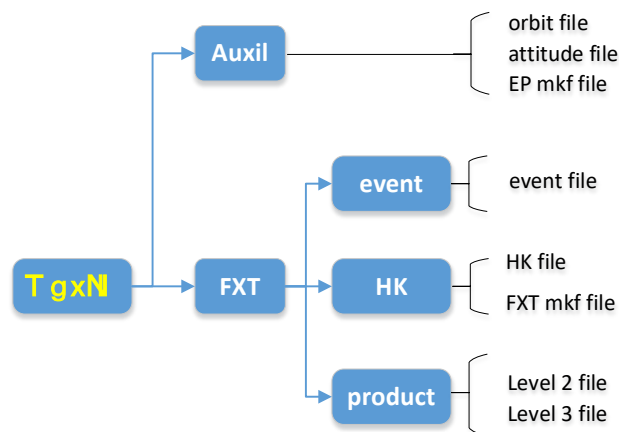 orbit file
attitude file
EP mkf file
Auxil
event
event file
TgxNI
FXT
HK
HK file
FXT mkf file
product
Level 2 file
Level 3 file